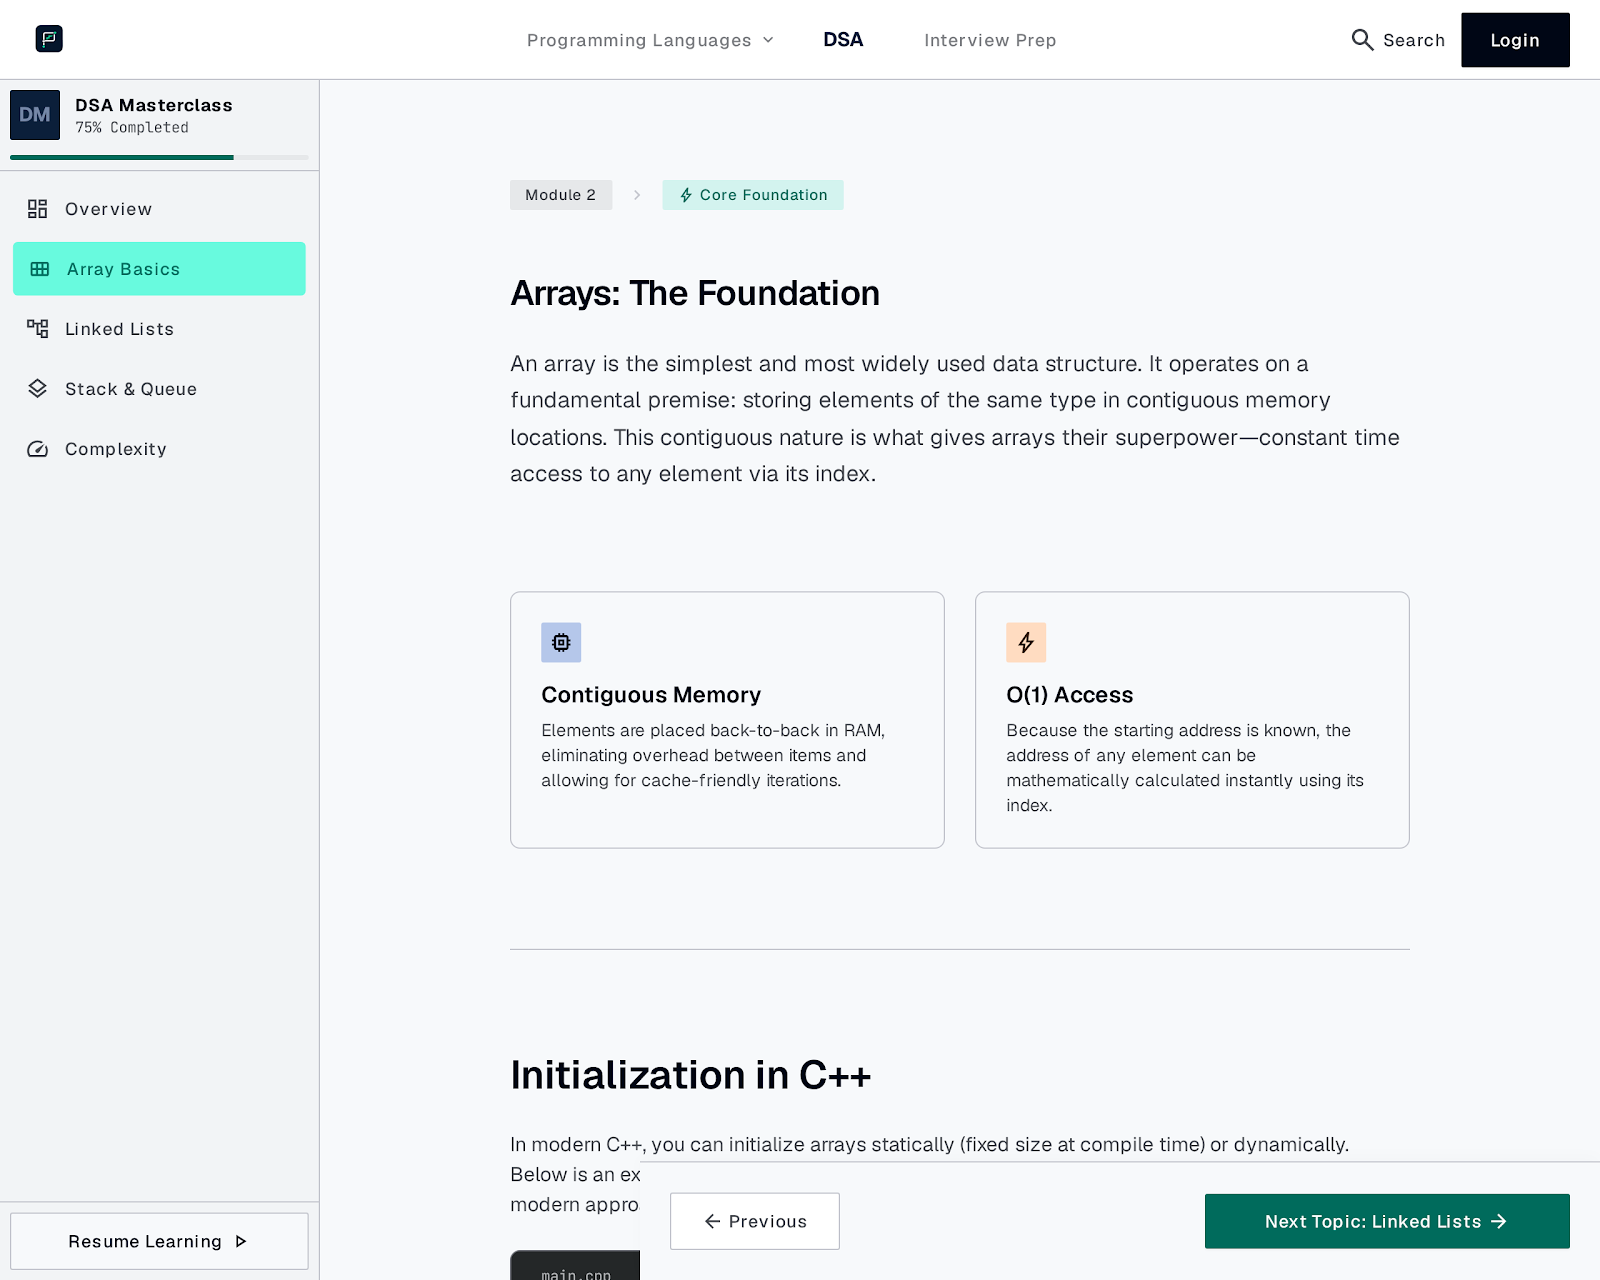 Programming Languages
DSA
Interview Prep
Search
Login
DM
DSA Masterclass
75% Completed
Overview
Array Basics
Linked Lists
Stack & Queue
Complexity
Resume Learning
Module 2
Core Foundation
Arrays: The Foundation
An array is the simplest and most widely used data structure. It operates on a
fundamental premise: storing elements of the same type in contiguous memory
locations. This contiguous nature is what gives arrays their superpower—constant time
access to any element via its index.
Contiguous Memory
Elements are placed back-to-back in RAM,
eliminating overhead between items and
allowing for cache-friendly iterations.
O(1) Access
Because the starting address is known, the
address of any element can be
mathematically calculated instantly using its
index.
Initialization in C++
In modern C++, you can initialize arrays statically (fixed size at compile time) or dynamically.
Below is an ex
modern appro
main.cpp
Previous
Next Topic: Linked Lists